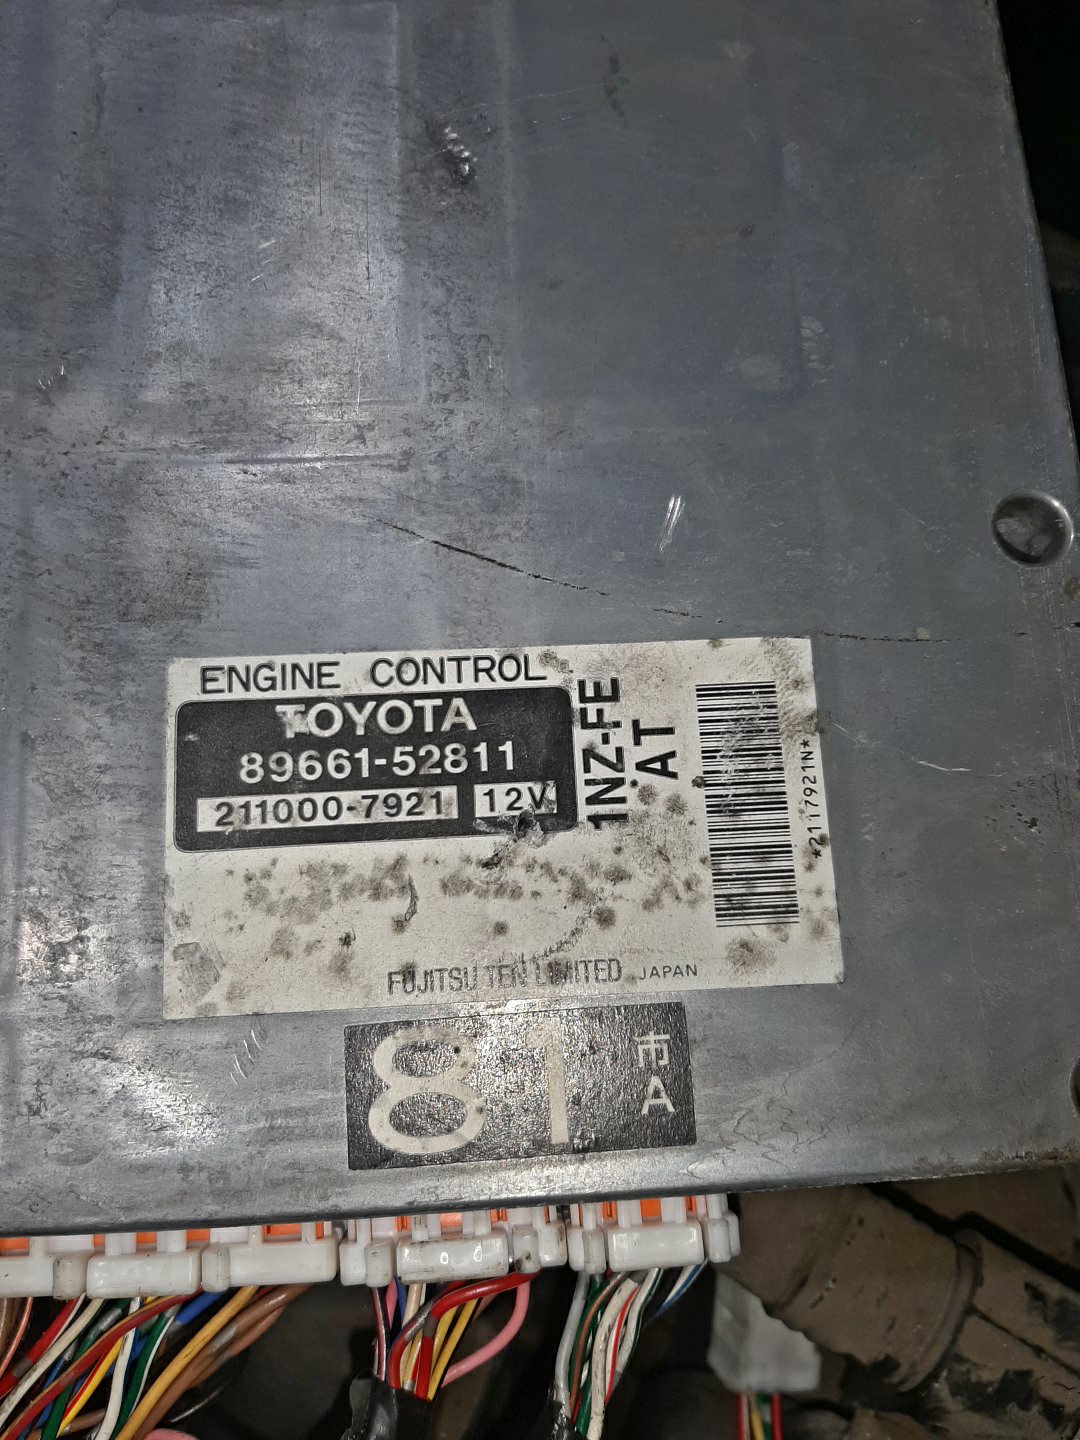 ENGINE CONTROL
TOYOTA
89661-52811
211000-7921 12V
1NZ-FE
AT
*2117921N*
FUJITSU TEN LIMITED JAPAN
81 市
A